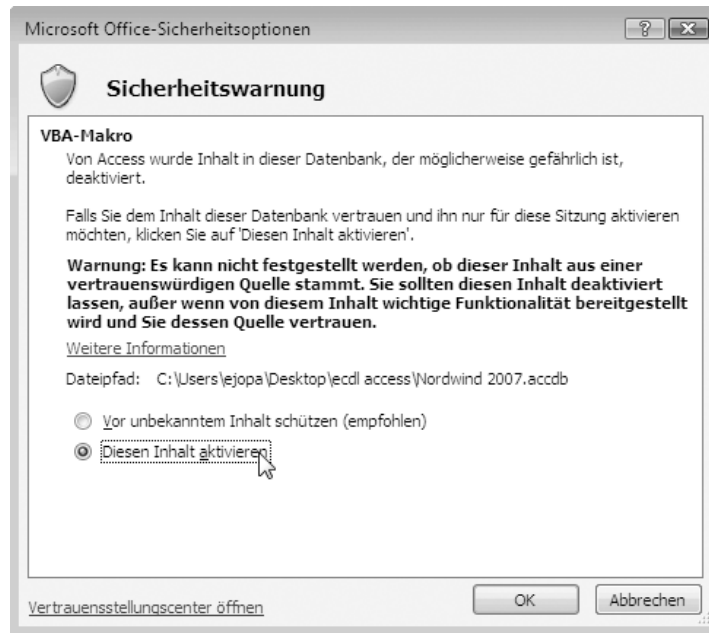 Microsoft Office-Sicherheitsoptionen
Sicherheitswarnung
VBA-Makro
Von Access wurde Inhalt in dieser Datenbank, der möglicherweise gefährlich ist,
deaktiviert.
Falls Sie dem Inhalt dieser Datenbank vertrauen und ihn nur für diese Sitzung aktivieren
möchten, klicken Sie auf 'Diesen Inhalt aktivieren'.
Warnung: Es kann nicht festgestellt werden, ob dieser Inhalt aus einer
vertrauenswürdigen Quelle stammt. Sie sollten diesen Inhalt deaktiviert
lassen, außer wenn von diesem Inhalt wichtige Funktionalität bereitgestellt
wird und Sie dessen Quelle vertrauen.
Weitere Informationen
Dateipfad: C:\Users\ejopa\Desktop\ecdl access\Nordwind 2007.accdb
Vor unbekanntem Inhalt schützen (empfohlen)
Diesen Inhalt aktivieren
Vertrauensstellungscenter öffnen
OK
Abbrechen